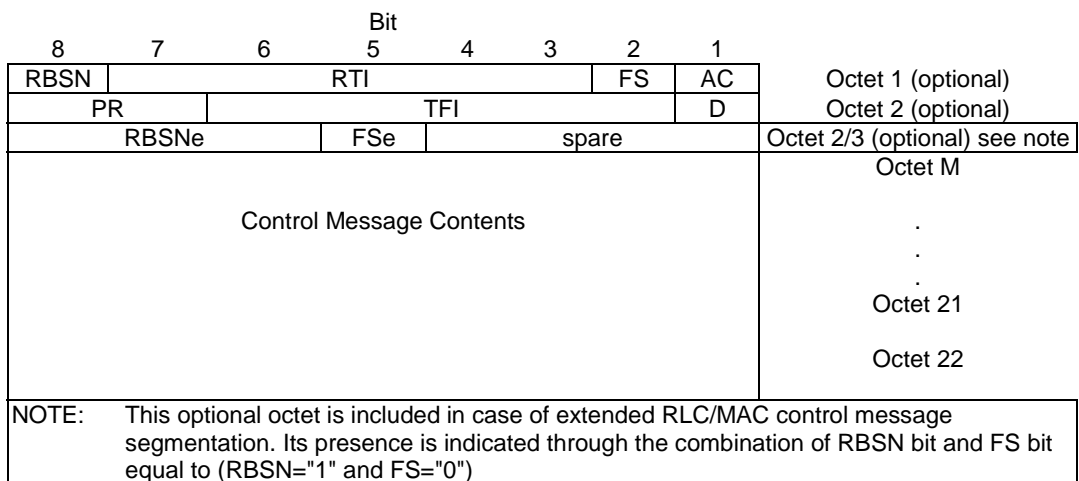 Bit
8 7 6 5 4 3 2 1
RBSN RTI FS AC Octet 1 (optional)
PR TFI D Octet 2 (optional)
RBSNe FSe spare Octet 2/3 (optional) see note
Octet M
Control Message Contents .
.
.
Octet 21
Octet 22
NOTE: This optional octet is included in case of extended RLC/MAC control message
segmentation. Its presence is indicated through the combination of RBSN bit and FS bit
equal to (RBSN="1" and FS="0")